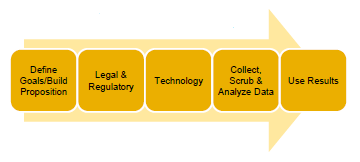 Define
Goals/Build
Proposition
Legal &
Regulatory
Technology
Collect,
Scrub &
Analyze Data
Use Results